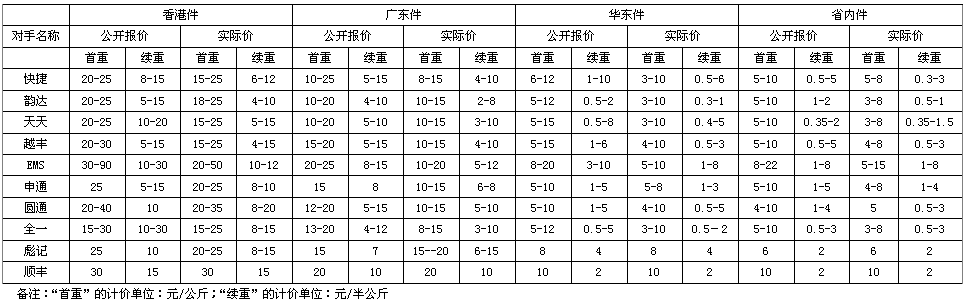 对手名称 香港件 广东件 华东件 省内件
公开报价 实际价 公开报价 实际价 公开报价 实际价 公开报价 实际价
首重 续重 首重 续重 首重 续重 首重 续重 首重 续重 首重 续重 首重 续重 首重 续重
快捷 20-25 8-15 15-25 6-12 10-25 5-15 8-15 4-10 6-12 1-10 3-10 0.5-6 5-10 0.5-5 5-8 0.3-3
韵达 20-25 5-15 18-25 4-10 10-20 4-10 10-15 2-8 5-12 0.5-2 3-10 0.3-1 5-10 1-2 3-8 0.5-1
天天 20-25 10-20 15-25 5-15 10-20 5-10 10-15 3-10 5-15 0.5-8 3-10 0.4-5 5-10 0.35-2 3-8 0.35-1.5
越丰 20-30 5-15 15-25 4-15 15-20 5-15 10-15 4-10 5-15 1-6 4-10 0.5-3 5-10 0.5-5 4-8 0.5-3
EMS 30-90 10-30 20-50 10-12 20-25 8-15 10-20 5-12 8-20 3-10 5-10 1-8 8-22 1-8 5-15 1-8
申通 25 5-15 20-25 8-10 15 8 10-15 6-8 5-10 1-5 5-8 1-3 5-10 1-5 4-8 1-4
圆通 20-40 10 20-35 8-20 12-20 5-15 10-15 5-10 5-10 1-5 4-10 0.5-5 4-10 1-4 5 0.5-3
全一 15-30 10-30 15-25 8-15 13-20 4-12 8-15 3-10 5-12 0.5-5 3-10 0.5-2 5-10 0.5-3 3-8 0.5-3
彪记 25 10 20-25 8-15 15 7 15--20 6-15 8 4 8 4 6 2 6 2
顺丰 30 15 30 15 20 10 20 10 10 2 10 2 10 2 10 2
备注：“首重”的计价单位：元/公斤；“续重”的计价单位：元/半公斤